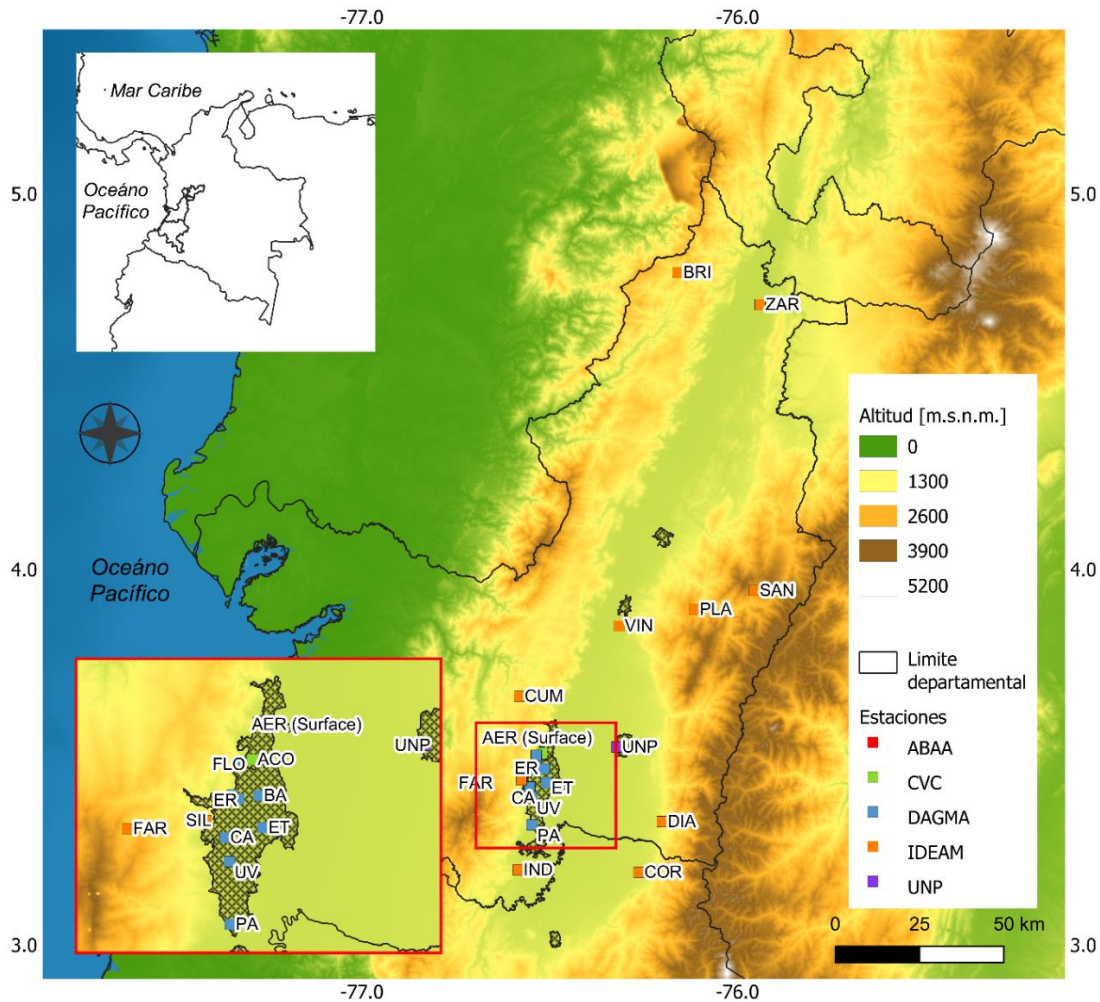 -77.0
-76.0
Mar Caribe
Oceáno
Pacífico
5.0
5.0
BRI
ZAR
Altitud [m.s.n.m.]
0
1300
2600
3900
5200
Limite
departamental
Estaciones
ABAA
CVC
DAGMA
IDEAM
UNP
4.0
4.0
Oceáno
Pacífico
SAN
PLA
VIN
CUM
AER (Surface)
UNP
ER
FAR
ET
CA
UV
PA
DIA
IND
COR
AER (Surface)
UNP
FLO
ACO
ER
BA
SIL
FAR
CA
ET
UV
PA
0
25
50 km
3.0
3.0
-77.0
-76.0